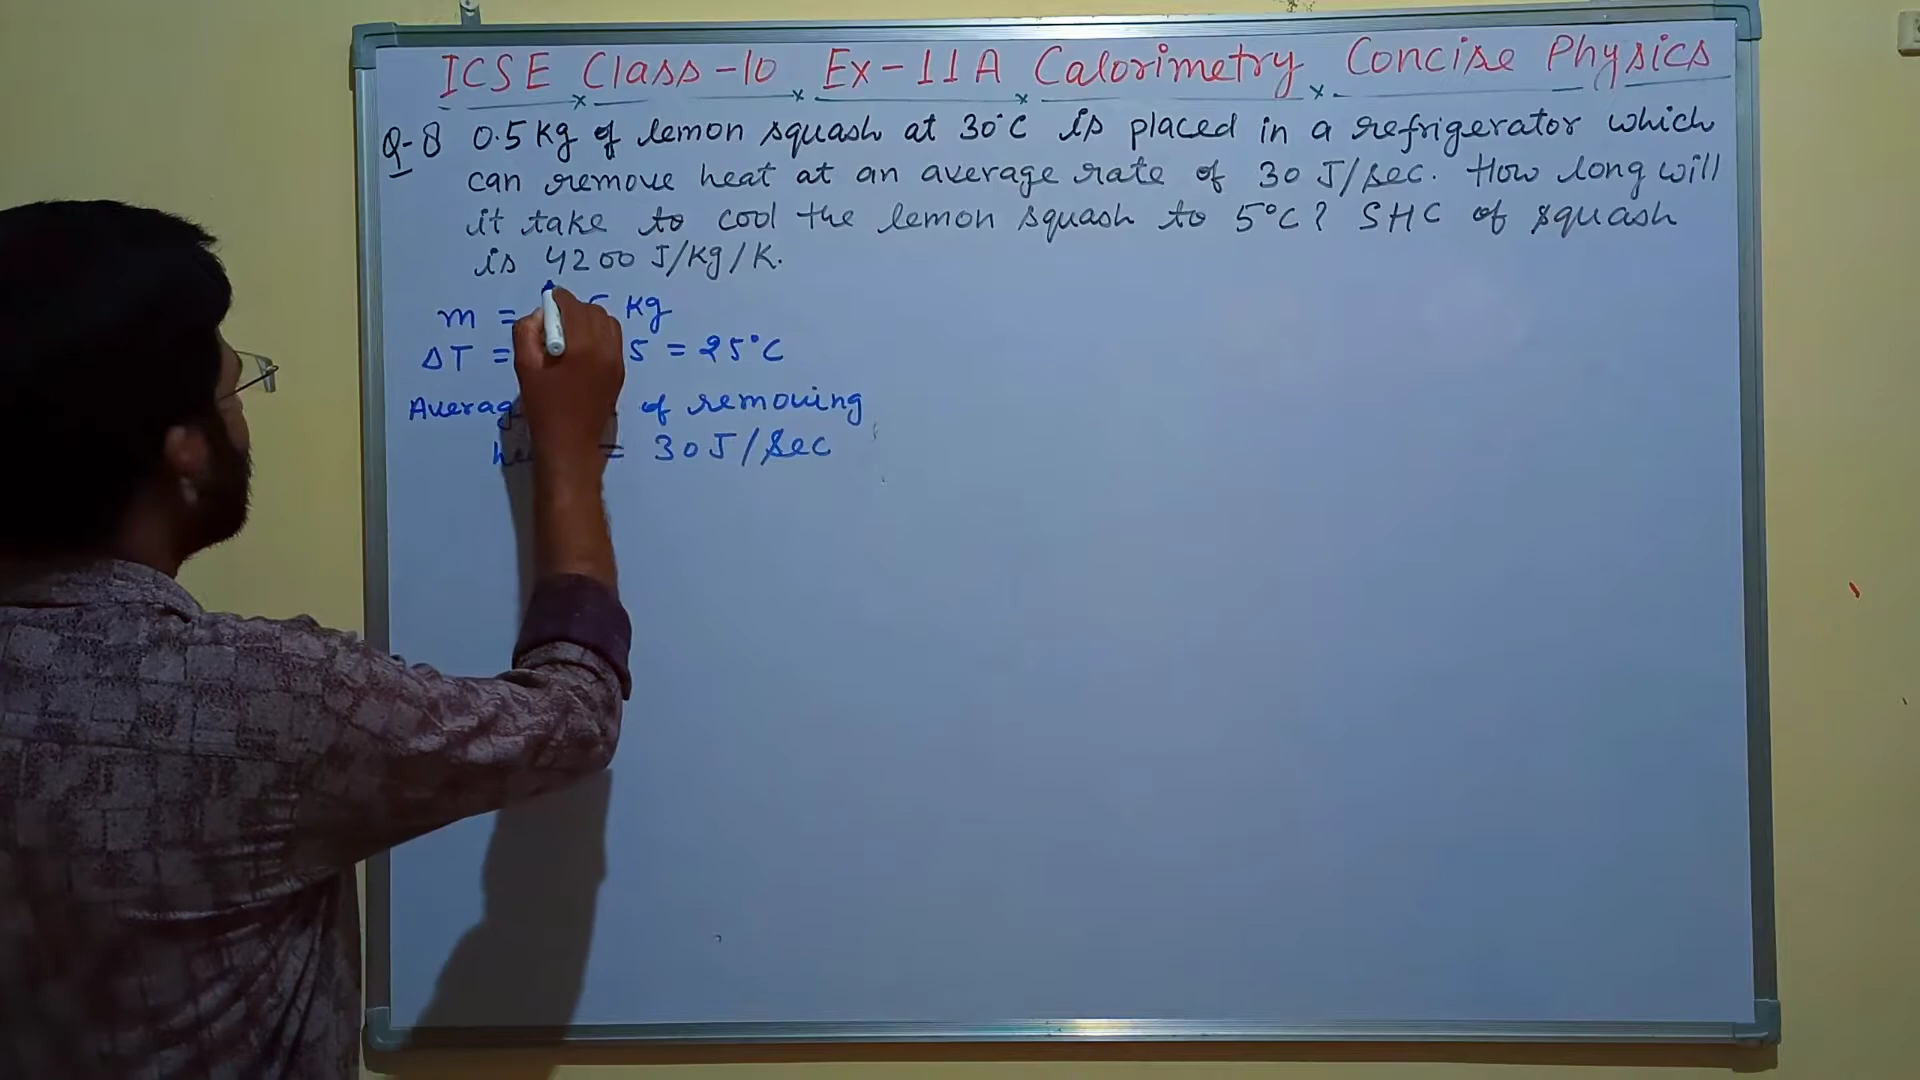 ICSE Class-10 Ex-11A Calorimetry Concise Physics
Q-8 0.5 Kg of lemon squash at 30°C is placed in a refrigerator which
can remove heat at an average rate of 30 J/sec. How long will
it take to cool the lemon squash to 5°C? SHC of squash
is 4200 J/Kg/K.
m = 5 kg
ΔT = 5 = 25°C
of removing
= 30 J/sec